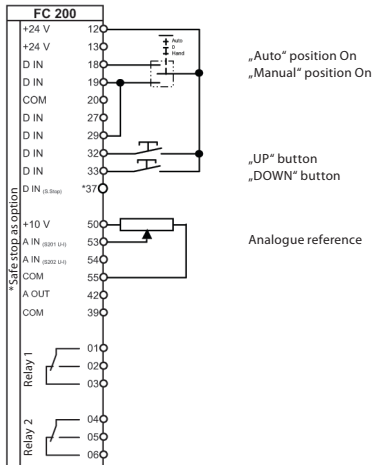 FC 200
+24 V 12
+24 V 13
D IN 18
D IN 19
COM 20
D IN 27
D IN 29
D IN 32
D IN 33
D IN (S.Stop) *37
+10 V 50
A IN (S201 U-I) 53
A IN (S202 U-I) 54
COM 55
A OUT 42
COM 39
* Safe stop as option
Relay 1
01
02
03
Relay 2
04
05
06
Auto
0
Hand
„Auto“ position On
„Manual“ position On
„UP“ button
„DOWN“ button
Analogue reference